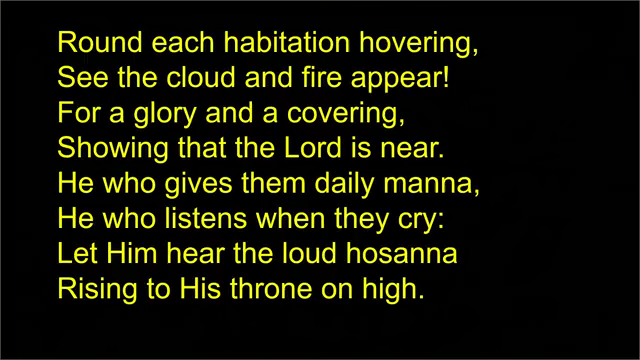 Round each habitation hovering,
See the cloud and fire appear!
For a glory and a covering,
Showing that the Lord is near.
He who gives them daily manna,
He who listens when they cry:
Let Him hear the loud hosanna
Rising to His throne on high.